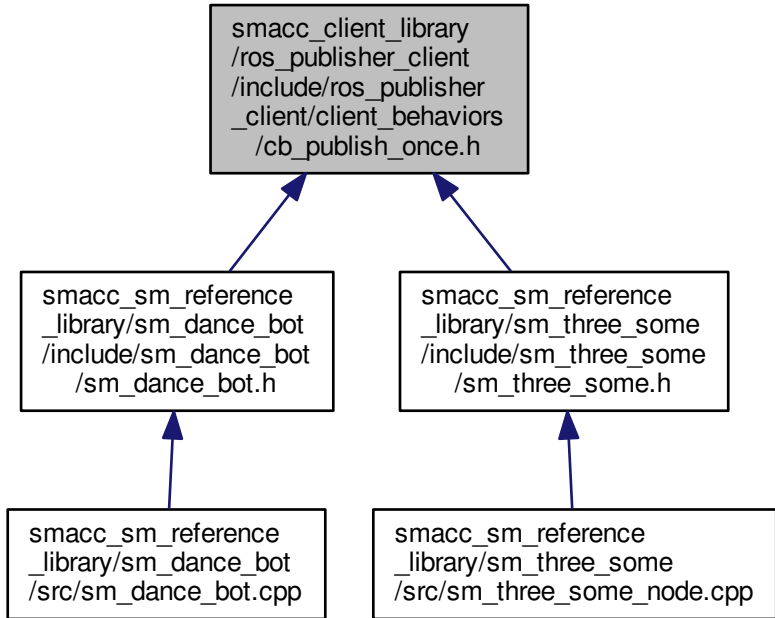 smacc_client_library
/ros_publisher_client
/include/ros_publisher
_client/client_behaviors
/cb_publish_once.h
smacc_sm_reference
_library/sm_dance_bot
/include/sm_dance_bot
/sm_dance_bot.h
smacc_sm_reference
_library/sm_three_some
/include/sm_three_some
/sm_three_some.h
smacc_sm_reference
_library/sm_dance_bot
/src/sm_dance_bot.cpp
smacc_sm_reference
_library/sm_three_some
/src/sm_three_some_node.cpp